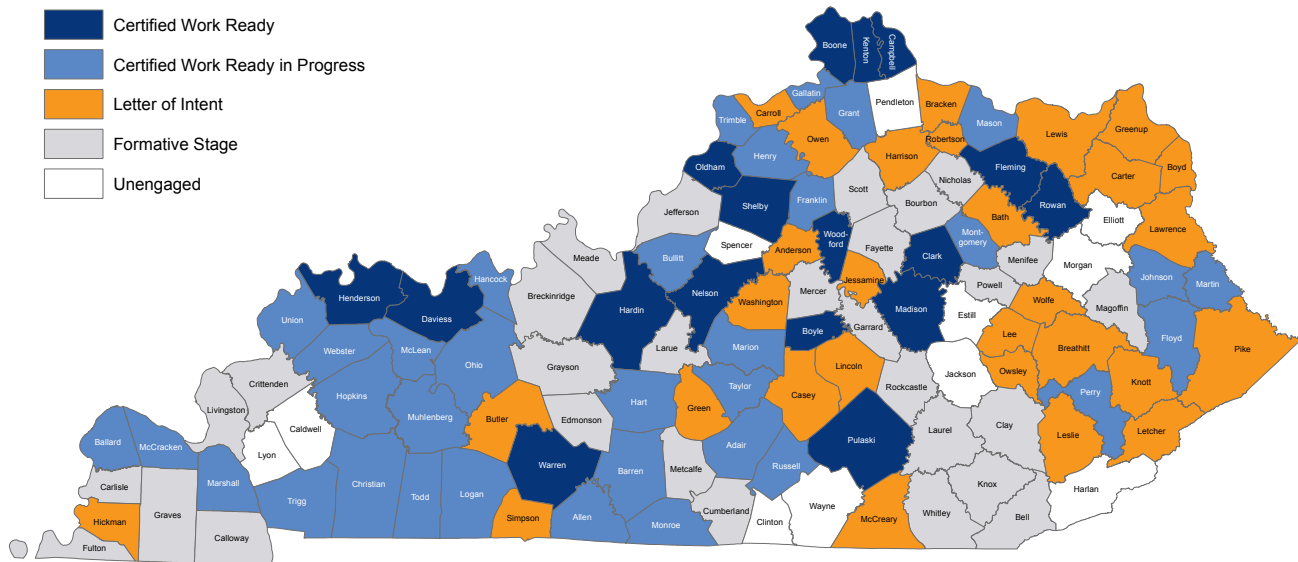 Certified Work Ready
Certified Work Ready in Progress
Letter of Intent
Formative Stage
Unengaged
Boone
Kenton
Campbell
Gallatin
Carroll
Trimble
Grant
Pendleton
Bracken
Mason
Lewis
Greenup
Owen
Robertson
Henry
Harrison
Oldham
Fleming
Boyd
Carter
Nicholas
Scott
Shelby
Franklin
Rowan
Bourbon
Jefferson
Bath
Elliott
Lawrence
Wood-
ford
Mont-
gomery
Spencer
Anderson
Fayette
Clark
Menifee
Morgan
Bullitt
Meade
Johnson
Martin
Hancock
Breckinridge
Jessamine
Powell
Mercer
Nelson
Washington
Henderson
Hardin
Madison
Wolfe
Magoffin
Daviess
Union
Estill
Boyle
Garrard
Lee
Floyd
Larue
Marion
Breathitt
Pike
Webster
McLean
Ohio
Grayson
Lincoln
Jackson
Owsley
Knott
Crittenden
Taylor
Rockcastle
Perry
Hopkins
Hart
Casey
Green
Livingston
Muhlenberg
Butler
Edmonson
Caldwell
Laurel
Clay
Leslie
Letcher
Ballard
McCracken
Pulaski
Adair
Lyon
Warren
Barren
Metcalfe
Russell
Marshall
Trigg
Christian
Todd
Logan
Knox
Harlan
Carlisle
Wayne
Graves
Cumberland
Whitley
Bell
Hickman
Simpson
Allen
Monroe
Clinton
McCreary
Calloway
Fulton